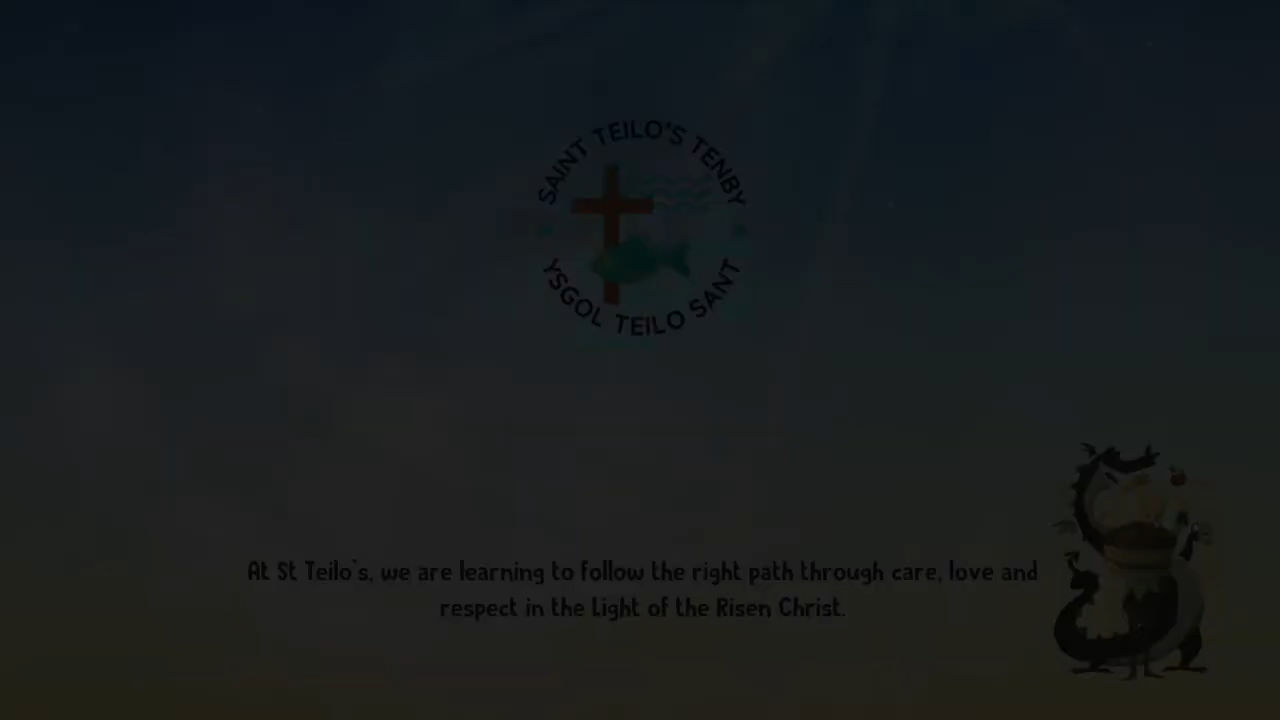 SAINT TEILO'S TENBY
YSGOL TEILO SANT
At St Teilo's, we are learning to follow the right path through care, love and
respect in the Light of the Risen Christ.